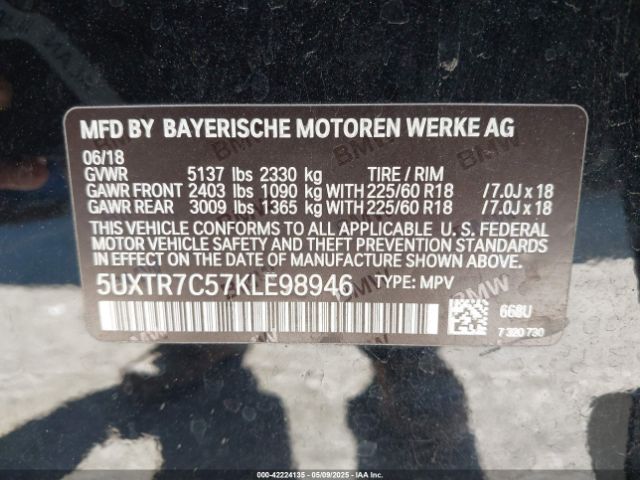 MFD BY BAYERISCHE MOTOREN WERKE AG
06/18
GVWR 5137 lbs 2330 kg TIRE / RIM
GAWR FRONT 2403 lbs 1090 kg WITH 225/60 R18 /7.0J x 18
GAWR REAR 3009 lbs 1365 kg WITH 225/60 R18 /7.0J x 18
THIS VEHICLE CONFORMS TO ALL APPLICABLE U. S. FEDERAL
MOTOR VEHICLE SAFETY, BUMPER, AND THEFT PREVENTION STANDARDS
IN EFFECT ON THE DATE OF MANUFACTURE SHOWN ABOVE.
5UXTR7C57KLE98946 TYPE: MPV
668U
7 320 730
000-42224135 - 05/09/2025 - IAAI.CA